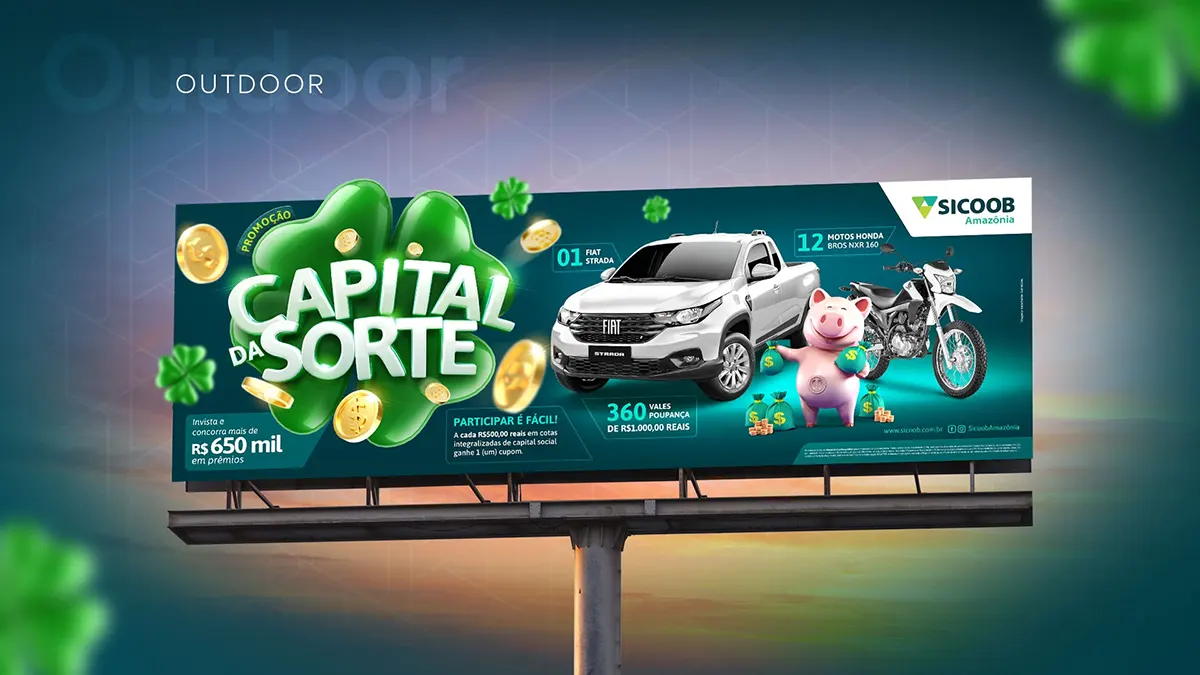 Outdoor
OUTDOOR
PROMOÇÃO
CAPITAL
DA SORTE
Invista e
concorra mais de
R$ 650 mil
em prêmios
PARTICIPAR É FÁCIL!
A cada R$500,00 reais em cotas
integralizadas de capital social
ganhe 1 (um) cupom.
01 FIAT
STRADA
12 MOTOS HONDA
BROS NXR 160
FIAT
STRADA
360 VALES
POUPANÇA
DE R$1.000,00 REAIS
SICOOB
Amazônia
www.sicoob.com.br
SicoobAmazônia